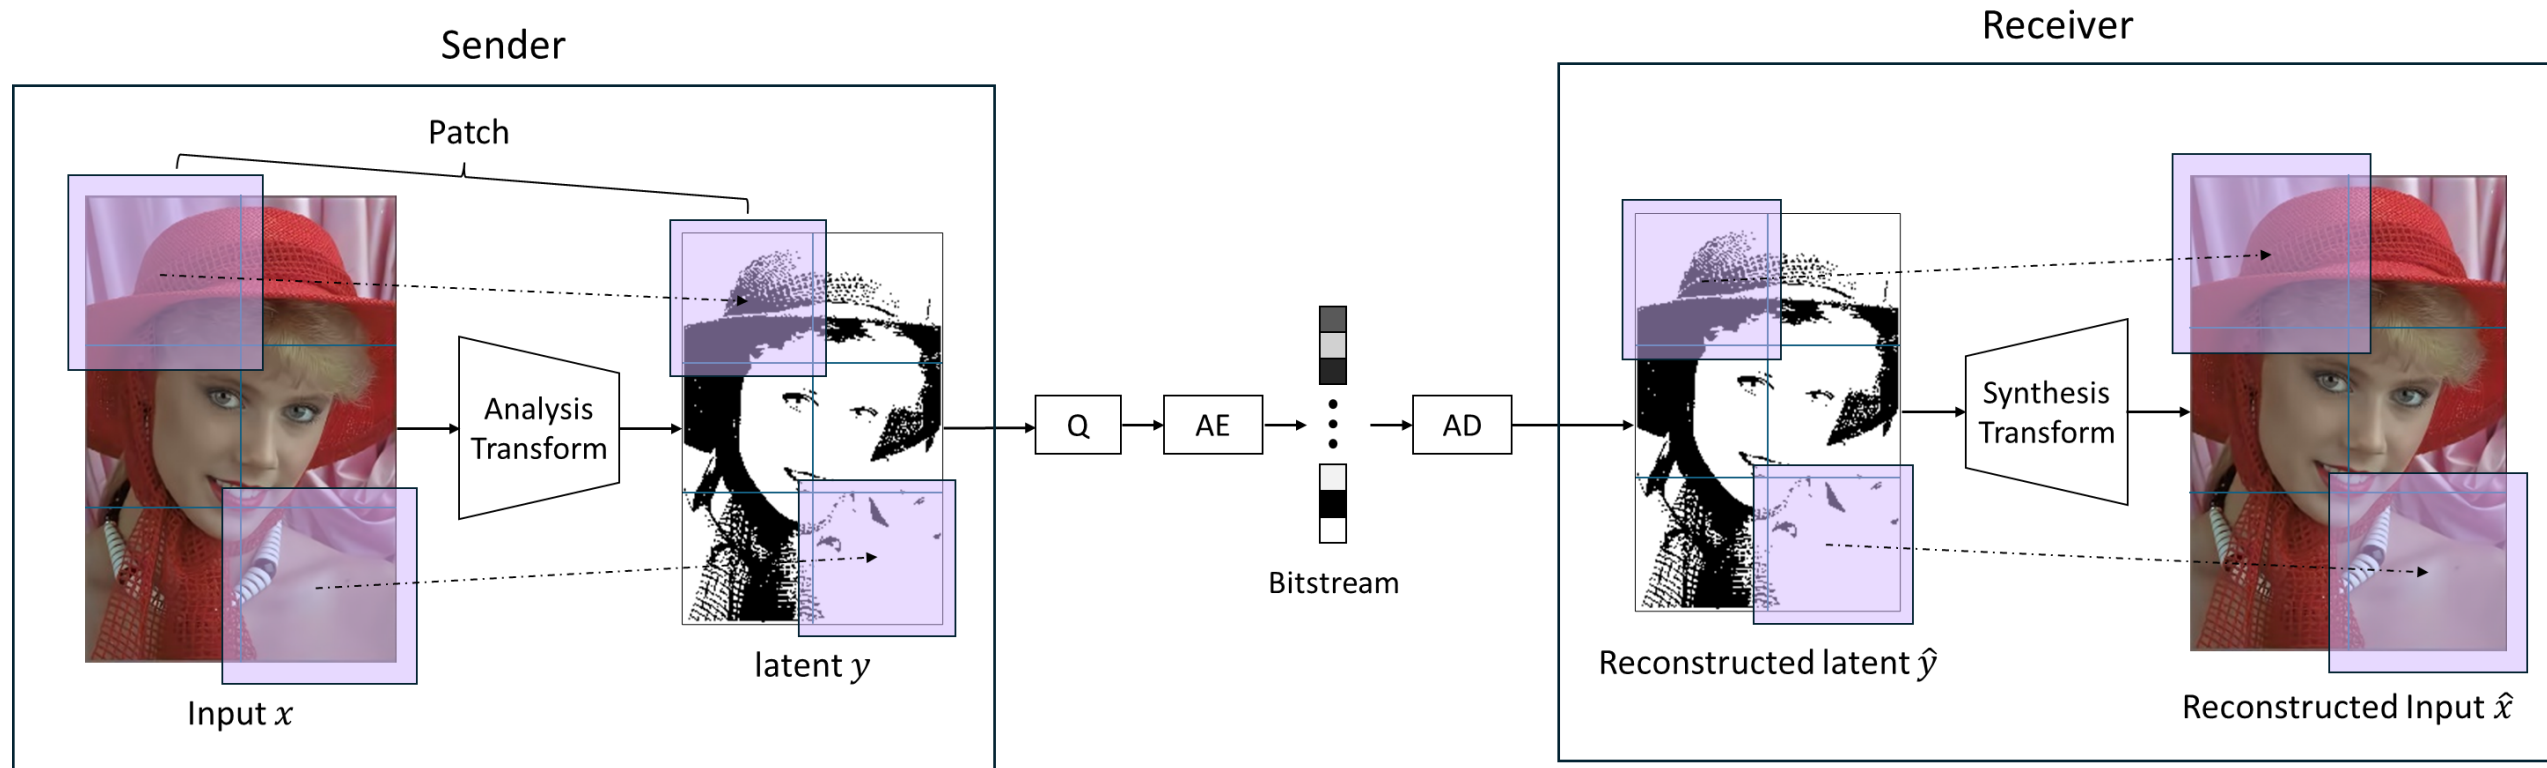 Sender
Receiver
Patch
Analysis
Transform
Q
AE
AD
Synthesis
Transform
Bitstream
latent y
Reconstructed latent ŷ
Input x
Reconstructed Input x̂